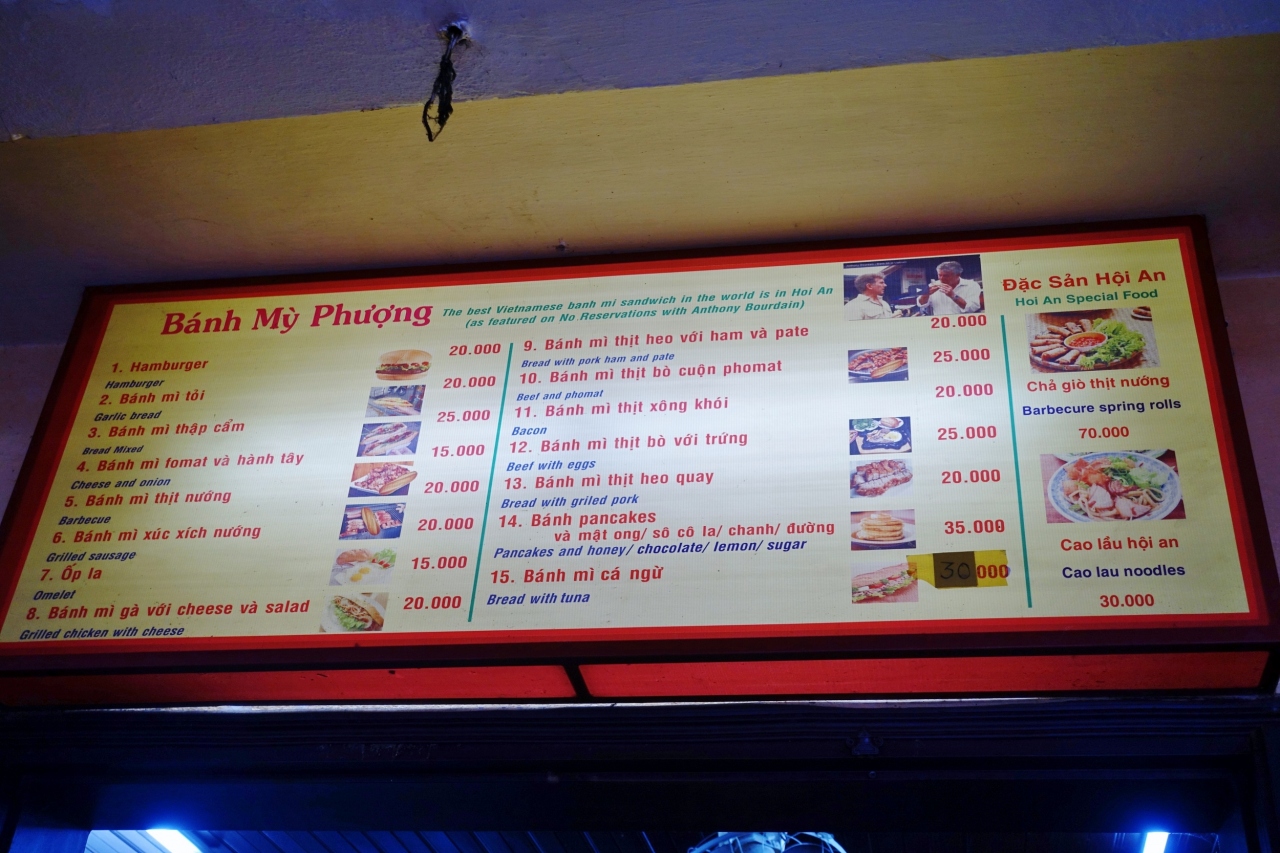 Bánh Mỳ Phượng
The best Vietnamese banh mi sandwich in the world is in Hoi An
(as featured on No Reservations with Anthony Bourdain)
1. Hamburger 20.000
Hamburger
2. Bánh mì tỏi 20.000
Garlic bread
3. Bánh mì thập cẩm 25.000
Bread Mixed
4. Bánh mì fomat và hành tây 15.000
Cheese and onion
5. Bánh mì thịt nướng 20.000
Barbecue
6. Bánh mì xúc xích nướng 20.000
Grilled sausage
7. Ốp la 15.000
Omelet
8. Bánh mì gà với cheese và salad 20.000
Grilled chicken with cheese
9. Bánh mì thịt heo với ham và pate 20.000
Bread with pork ham and pate
10. Bánh mì thịt bò cuộn phomat 25.000
Beef and phomat
11. Bánh mì thịt xông khói 20.000
Bacon
12. Bánh mì thịt bò với trứng 25.000
Beef with eggs
13. Bánh mì thịt heo quay 20.000
Bread with griled pork
14. Bánh pancakes
và mật ong/ sô cô la/ chanh/ đường 35.000
Pancakes and honey/ chocolate/ lemon/ sugar
15. Bánh mì cá ngừ 30 000
Bread with tuna
Đặc Sản Hội An
Hoi An Special Food
Chả giò thịt nướng
Barbecure spring rolls
70.000
Cao lầu hội an
Cao lau noodles
30.000